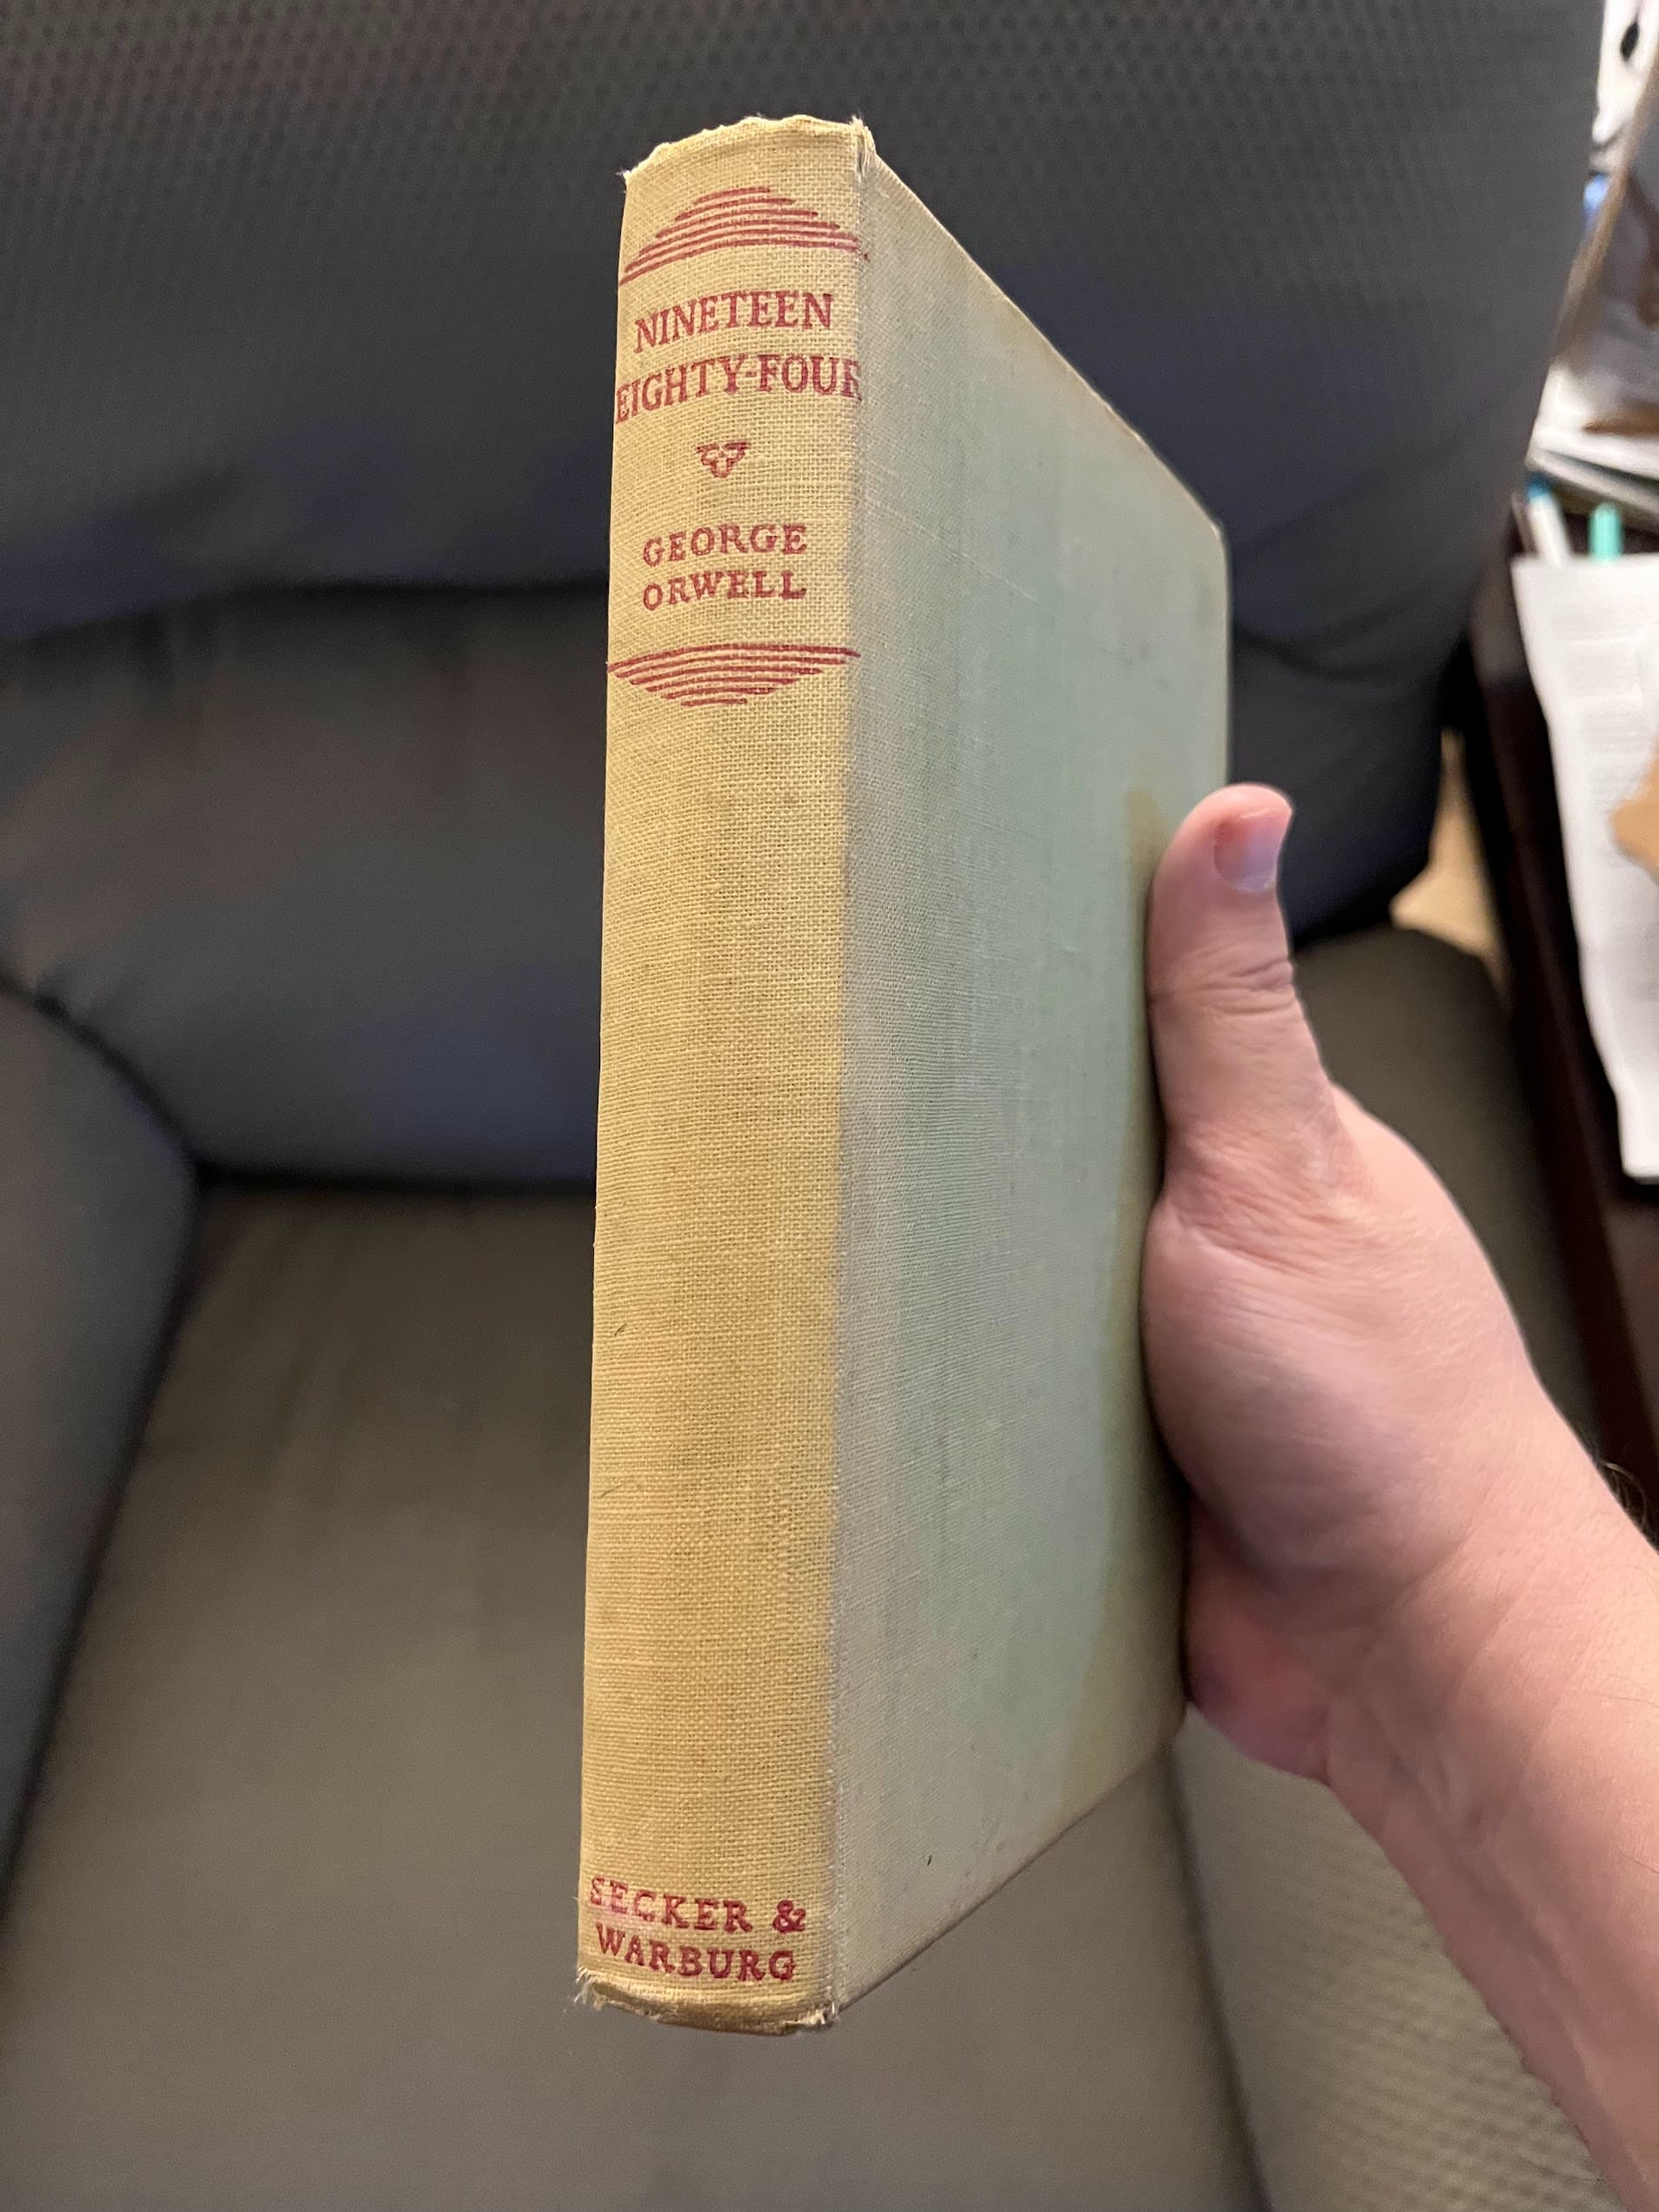 NINETEEN
EIGHTY-FOUR
GEORGE
ORWELL
SECKER &
WARBURG